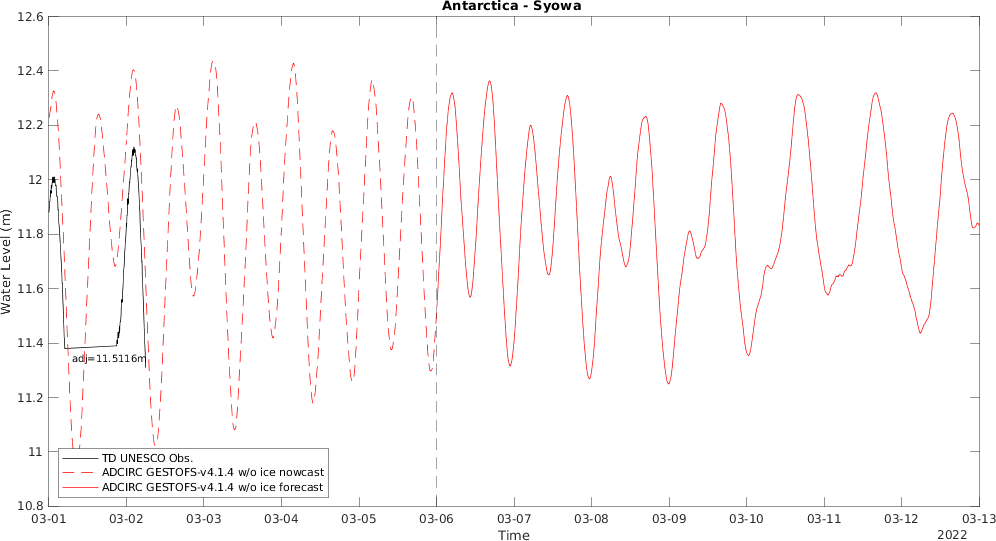 Antarctica - Syowa
12.6
12.4
12.2
12
11.8
11.6
11.4
11.2
11
10.8
Water Level (m)
adj=11.5116m
TD UNESCO Obs.
ADCIRC GESTOFS-v4.1.4 w/o ice nowcast
ADCIRC GESTOFS-v4.1.4 w/o ice forecast
03-01 03-02 03-03 03-04 03-05 03-06 03-07 03-08 03-09 03-10 03-11 03-12 03-13
Time
2022